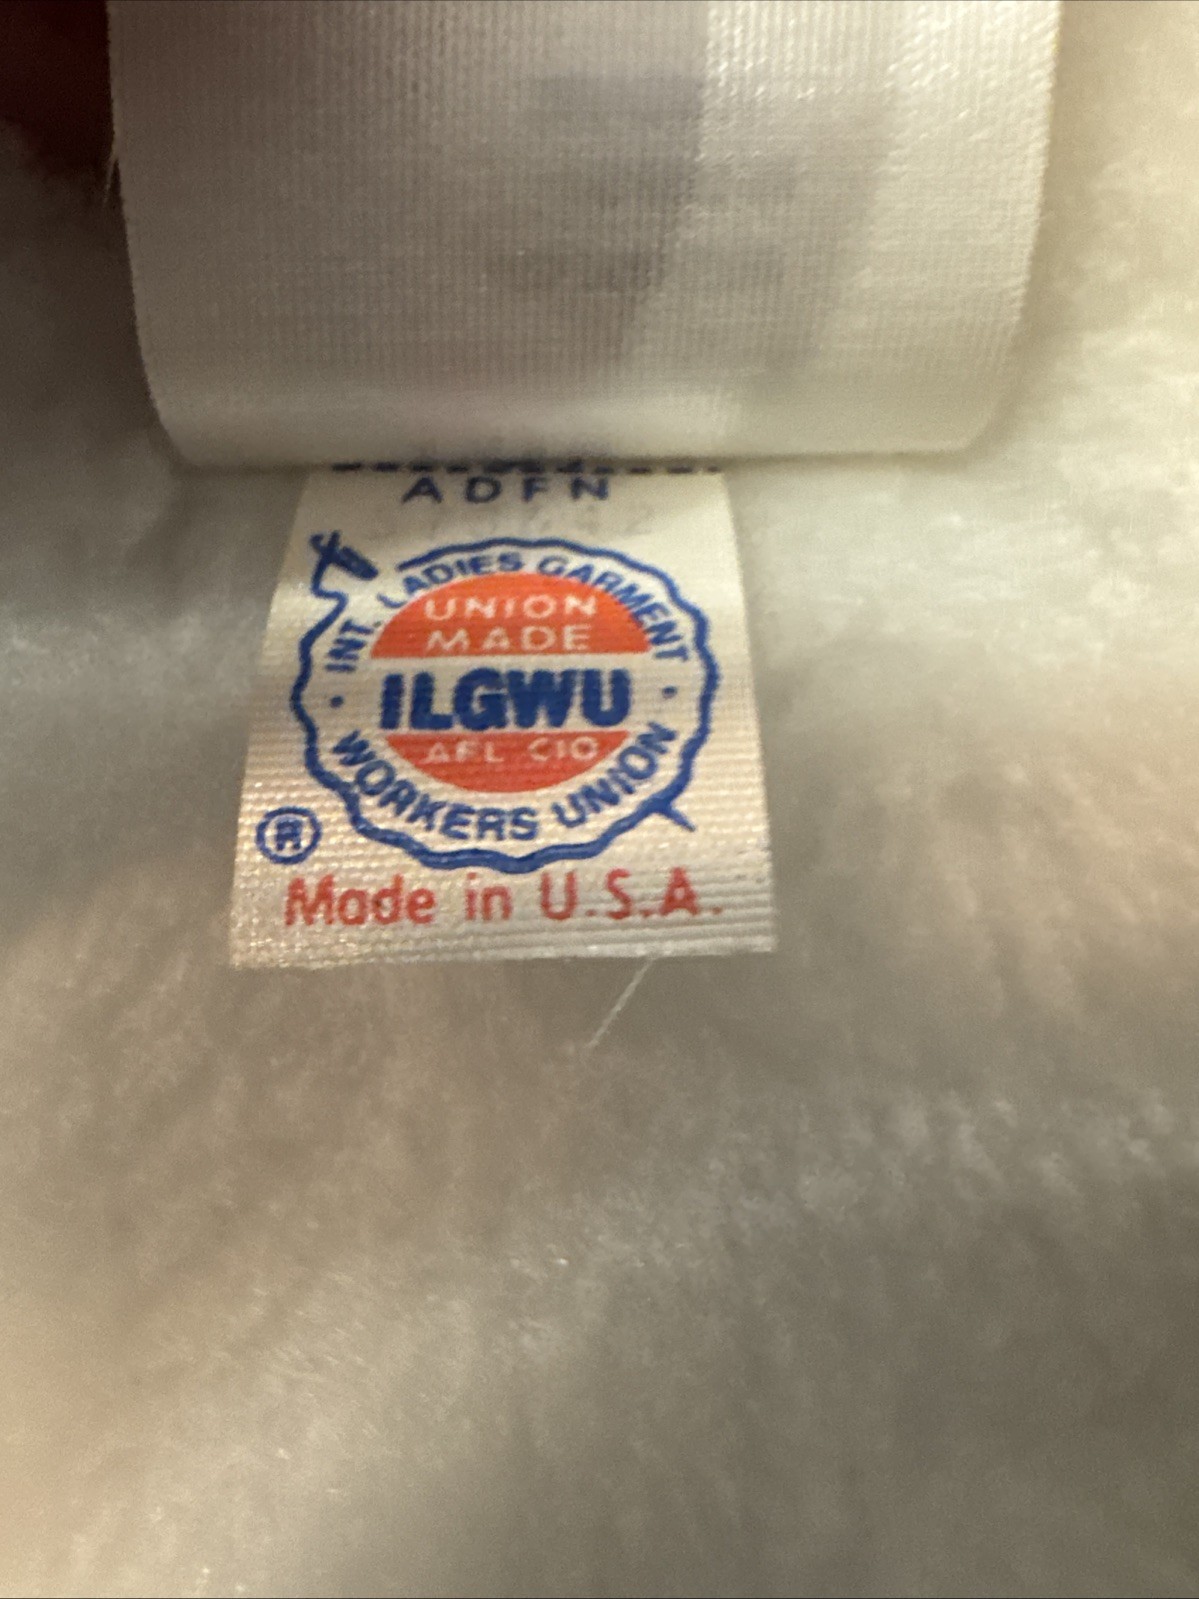 ADFN
INT. LADIES GARMENT
UNION
MADE
ILGWU
AFL CIO
WORKERS UNION
®
Made in U.S.A.